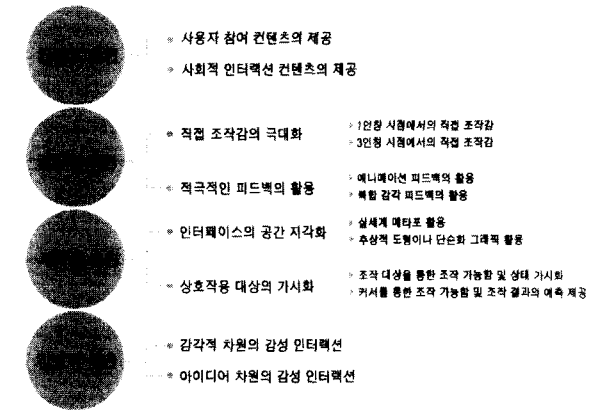 사용자 참여 컨텐츠의 제공
사회적 인터랙션 컨텐츠의 제공
직접 조작감의 극대화
1인칭 시점에서의 직접 조작감
3인칭 시점에서의 직접 조작감
적극적인 피드백의 활용
애니메이션 피드백의 활용
복합 감각 피드백의 활용
인터페이스의 공간 지각화
실세계 메타포 활용
추상적 도형이나 단순화 그래픽 활용
상호작용 대상의 가시화
조작 대상을 통한 조작 가능함 및 상태 가시화
커서를 통한 조작 가능함 및 조작 결과의 예측 제공
감각적 차원의 감성 인터랙션
아이디어 차원의 감성 인터랙션